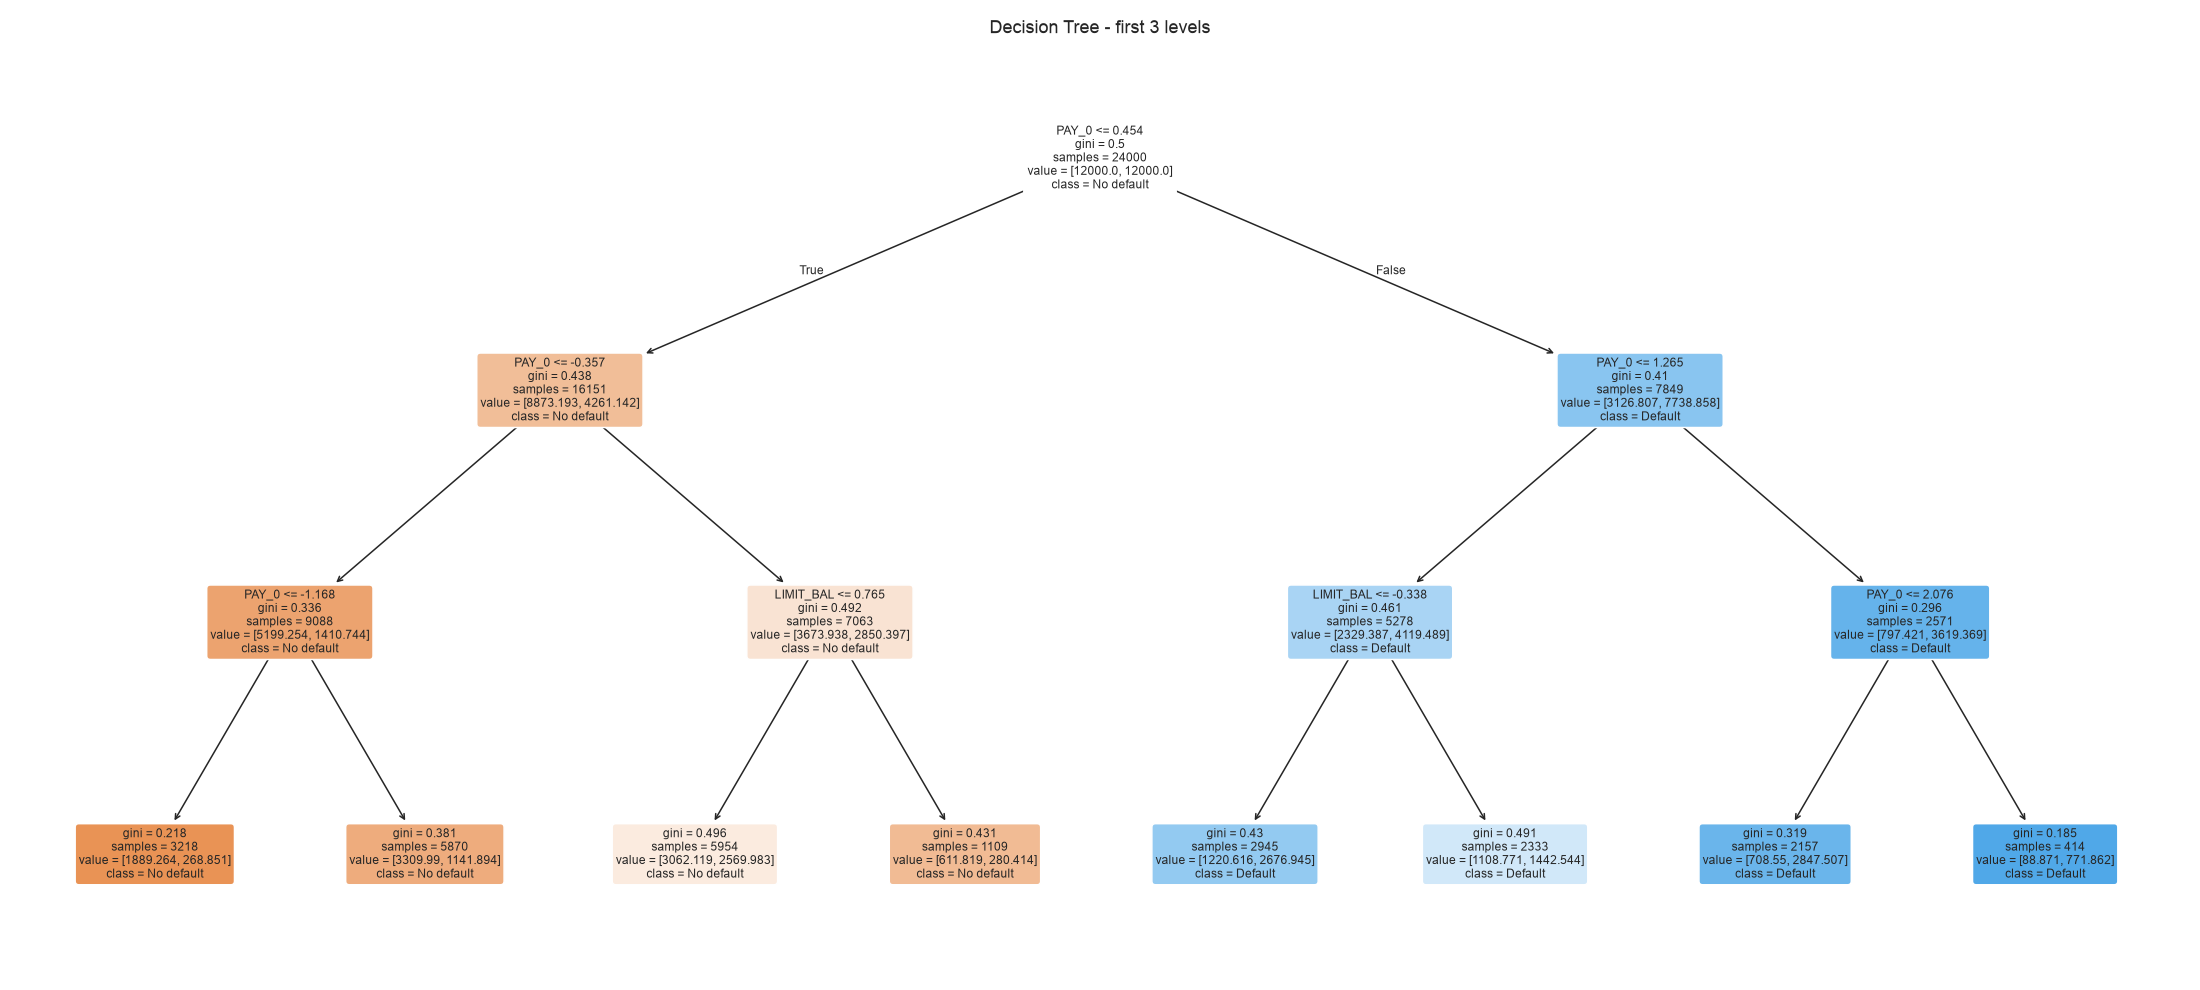 Decision Tree - first 3 levels
PAY_0 <= 0.454
gini = 0.5
samples = 24000
value = [12000.0, 12000.0]
class = No default
True
False
PAY_0 <= -0.357
gini = 0.438
samples = 16151
value = [8873.193, 4261.142]
class = No default
PAY_0 <= 1.265
gini = 0.41
samples = 7849
value = [3126.807, 7738.858]
class = Default
PAY_0 <= -1.168
gini = 0.336
samples = 9088
value = [5199.254, 1410.744]
class = No default
LIMIT_BAL <= 0.765
gini = 0.492
samples = 7063
value = [3673.938, 2850.397]
class = No default
LIMIT_BAL <= -0.338
gini = 0.461
samples = 5278
value = [2329.387, 4119.489]
class = Default
PAY_0 <= 2.076
gini = 0.296
samples = 2571
value = [797.421, 3619.369]
class = Default
gini = 0.218
samples = 3218
value = [1889.264, 268.851]
class = No default
gini = 0.381
samples = 5870
value = [3309.99, 1141.894]
class = No default
gini = 0.496
samples = 5954
value = [3062.119, 2569.983]
class = No default
gini = 0.431
samples = 1109
value = [611.819, 280.414]
class = No default
gini = 0.43
samples = 2945
value = [1220.616, 2676.945]
class = Default
gini = 0.491
samples = 2333
value = [1108.771, 1442.544]
class = Default
gini = 0.319
samples = 2157
value = [708.55, 2847.507]
class = Default
gini = 0.185
samples = 414
value = [88.871, 771.862]
class = Default